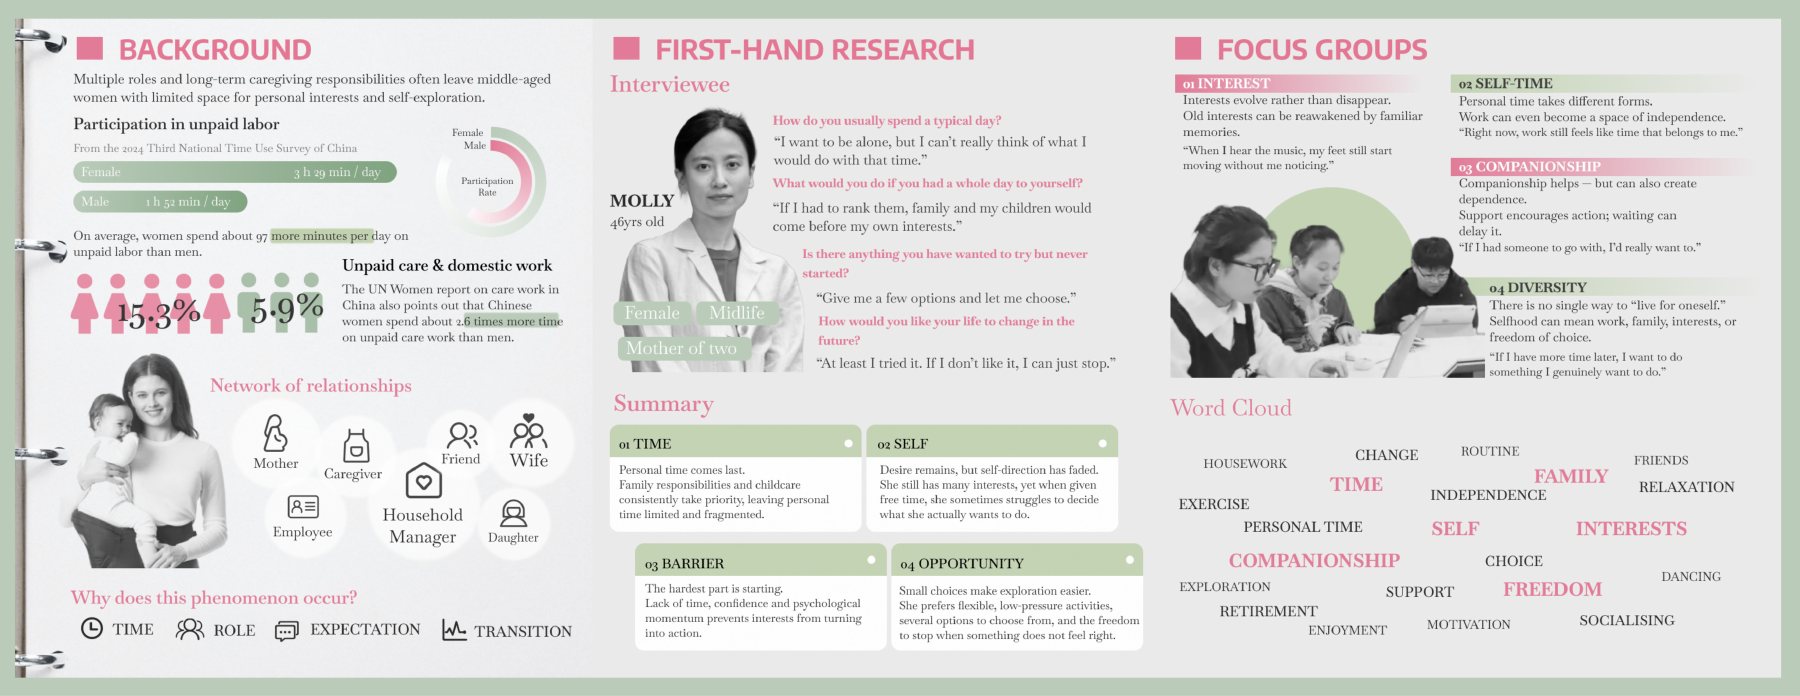 BACKGROUND
Multiple roles and long-term caregiving responsibilities often leave middle-aged
women with limited space for personal interests and self-exploration.
Participation in unpaid labor
From the 2024 Third National Time Use Survey of China
Female 3 h 29 min / day
Male 1 h 52 min / day
Female
Male
Participation
Rate
On average, women spend about 97 more minutes per day on
unpaid labor than men.
15.3%
5.9%
Unpaid care & domestic work
The UN Women report on care work in
China also points out that Chinese
women spend about 2.6 times more time
on unpaid care work than men.
Network of relationships
Mother
Caregiver
Friend
Wife
Employee
Household
Manager
Daughter
Why does this phenomenon occur?
TIME
ROLE
EXPECTATION
TRANSITION
FIRST-HAND RESEARCH
Interviewee
MOLLY
46yrs old
Female
Midlife
Mother of two
How do you usually spend a typical day?
“I want to be alone, but I can’t really think of what I
would do with that time.”
What would you do if you had a whole day to yourself?
“If I had to rank them, family and my children would
come before my own interests.”
Is there anything you have wanted to try but never
started?
“Give me a few options and let me choose.”
How would you like your life to change in the
future?
“At least I tried it. If I don’t like it, I can just stop.”
Summary
01 TIME
Personal time comes last.
Family responsibilities and childcare
consistently take priority, leaving personal
time limited and fragmented.
02 SELF
Desire remains, but self-direction has faded.
She still has many interests, yet when given
free time, she sometimes struggles to decide
what she actually wants to do.
03 BARRIER
The hardest part is starting.
Lack of time, confidence and psychological
momentum prevents interests from turning
into action.
04 OPPORTUNITY
Small choices make exploration easier.
She prefers flexible, low-pressure activities,
several options to choose from, and the freedom
to stop when something does not feel right.
FOCUS GROUPS
01 INTEREST
Interests evolve rather than disappear.
Old interests can be reawakened by familiar
memories.
“When I hear the music, my feet still start
moving without me noticing.”
02 SELF-TIME
Personal time takes different forms.
Work can even become a space of independence.
“Right now, work still feels like time that belongs to me.”
03 COMPANIONSHIP
Companionship helps – but can also create
dependence.
Support encourages action; waiting can
delay it.
“If I had someone to go with, I’d really want to.”
04 DIVERSITY
There is no single way to “live for oneself.”
Selfhood can mean work, family, interests, or
freedom of choice.
“If I have more time later, I want to do
something I genuinely want to do.”
Word Cloud
HOUSEWORK
CHANGE
ROUTINE
FRIENDS
TIME
FAMILY
INDEPENDENCE
RELAXATION
EXERCISE
PERSONAL TIME
SELF
INTERESTS
COMPANIONSHIP
CHOICE
DANCING
EXPLORATION
SUPPORT
FREEDOM
RETIREMENT
ENJOYMENT
MOTIVATION
SOCIALISING